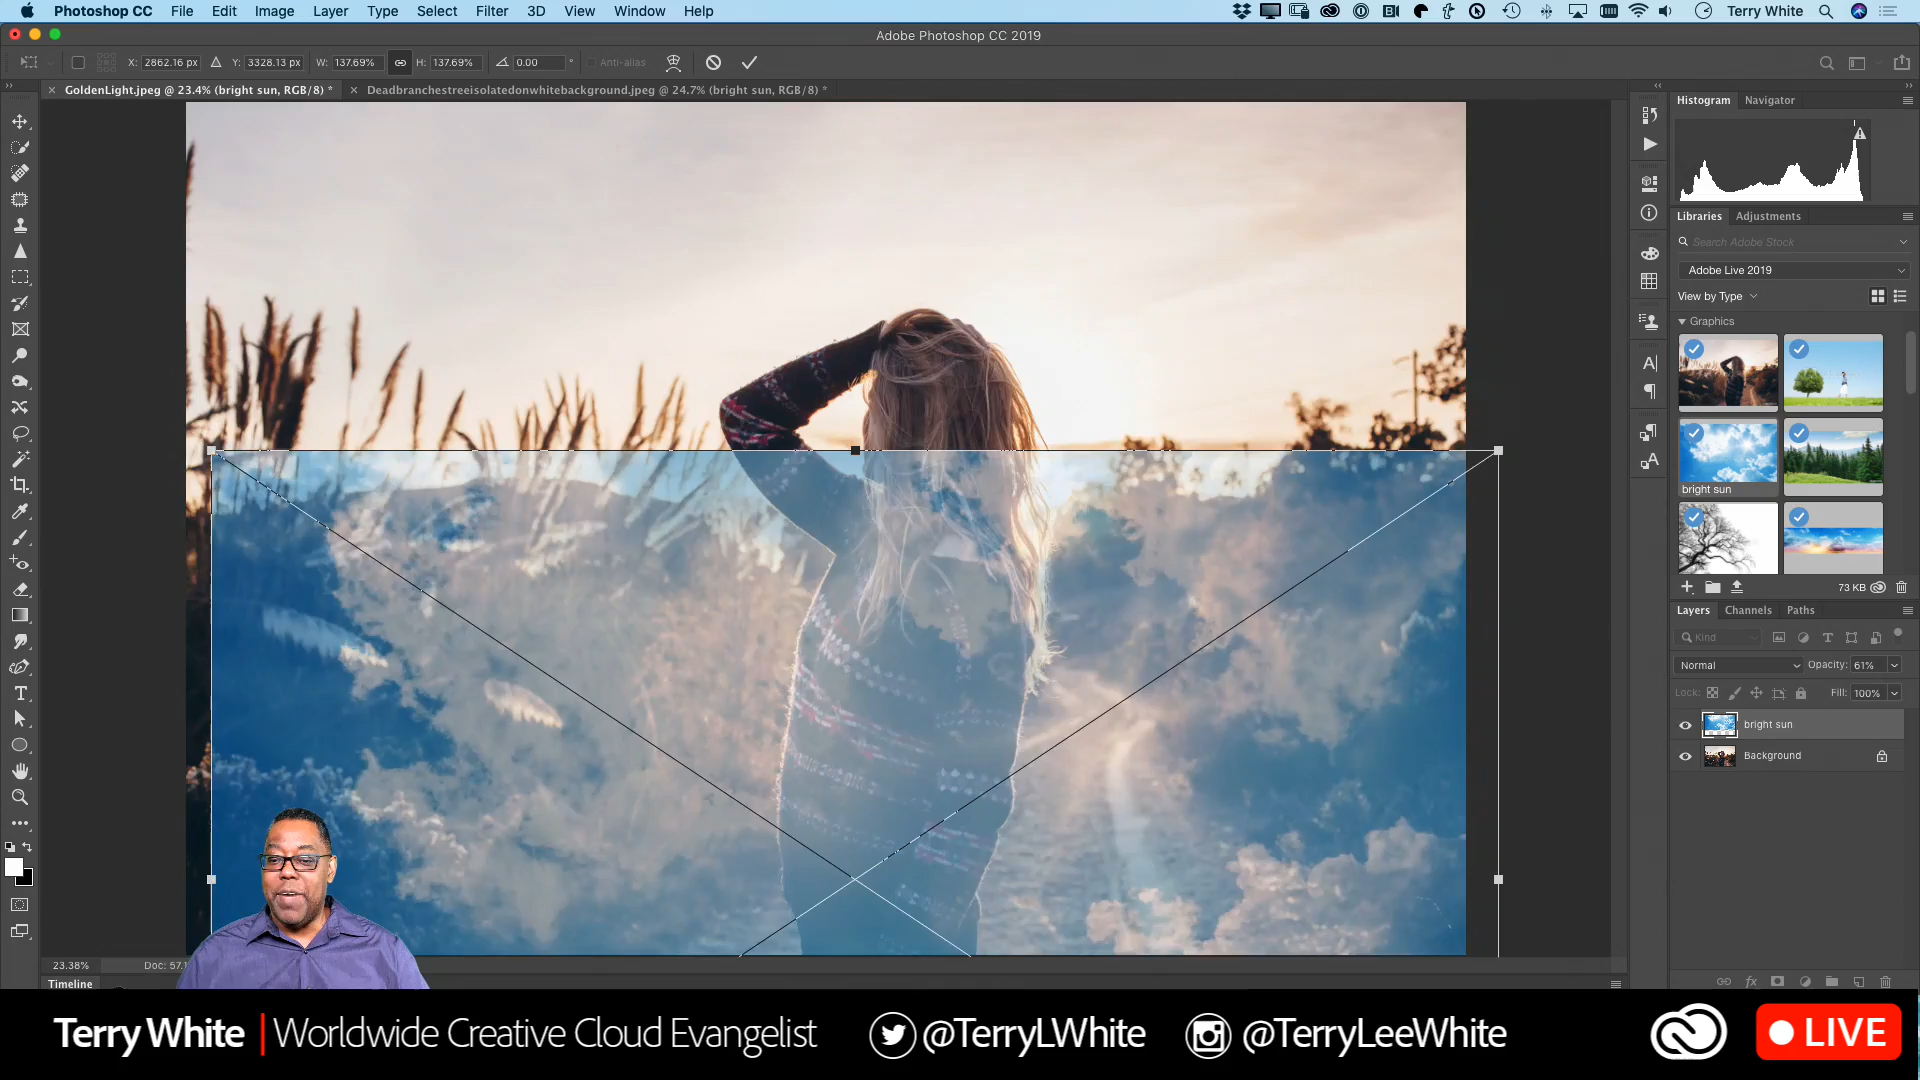 Photoshop CC File Edit Image Layer Type Select Filter 3D View Window Help
Terry White
Adobe Photoshop CC 2019
X: 2862.16 px Y: 3328.13 px W: 137.69% H: 137.69% 0.00 ° Anti-alias
GoldenLight.jpeg @ 23.4% (bright sun, RGB/8) *
Deadbranchestreeisolatedonwhitebackground.jpeg @ 24.7% (bright sun, RGB/8) *
Histogram Navigator
Libraries Adjustments
Search Adobe Stock
Adobe Live 2019
View by Type
Graphics
bright sun
73 KB
Layers Channels Paths
Kind
Normal Opacity: 61%
Lock: Fill: 100%
bright sun
Background
23.38% Doc: 57.1
Timeline
Terry White | Worldwide Creative Cloud Evangelist @TerryLWhite @TerryLeeWhite LIVE